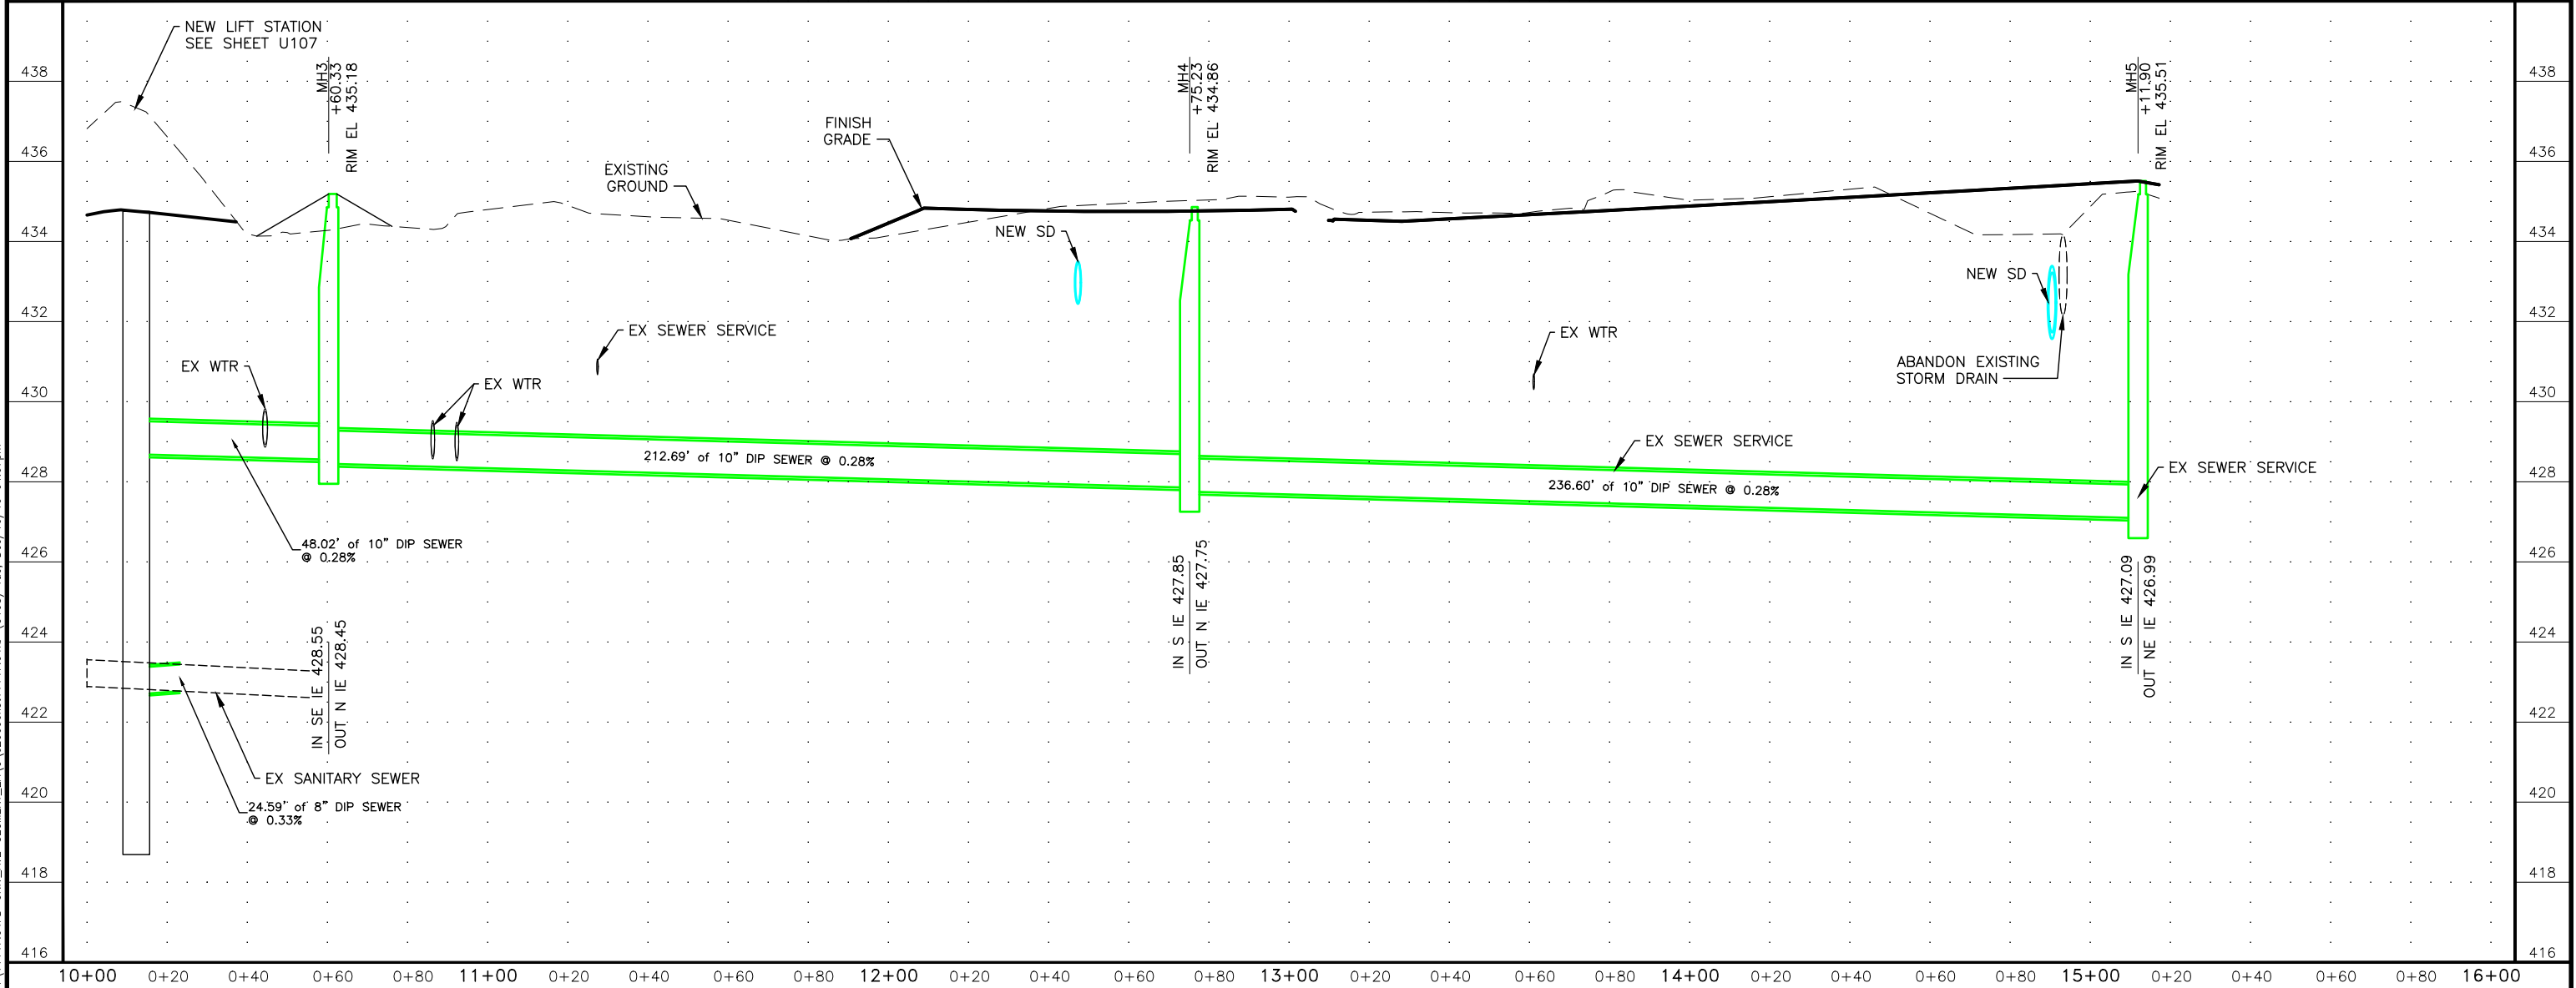 NEW LIFT STATION
SEE SHEET U107
MH3
+60.33
RIM EL 435.18
MH4
+75.23
RIM EL 434.86
MH5
+11.90
RIM EL 435.51
438
438
FINISH
GRADE
436
436
EXISTING
GROUND
434
434
NEW SD
NEW SD
432
432
EX SEWER SERVICE
EX WTR
EX WTR
EX WTR
ABANDON EXISTING
STORM DRAIN
430
430
212.69' of 10" DIP SEWER @ 0.28%
EX SEWER SERVICE
236.60' of 10" DIP SEWER @ 0.28%
EX SEWER SERVICE
428
428
48.02' of 10" DIP SEWER
@ 0.28%
426
426
IN SE IE 428.55
OUT N IE 428.45
IN S IE 427.85
OUT N IE 427.75
IN S IE 427.09
OUT NE IE 426.99
424
424
422
422
EX SANITARY SEWER
24.59' of 8" DIP SEWER
@ 0.33%
420
420
418
418
416
416
10+00 0+20 0+40 0+60 0+80 11+00 0+20 0+40 0+60 0+80 12+00 0+20 0+40 0+60 0+80 13+00 0+20 0+40 0+60 0+80 14+00 0+20 0+40 0+60 0+80 15+00 0+20 0+40 0+60 0+80 16+00